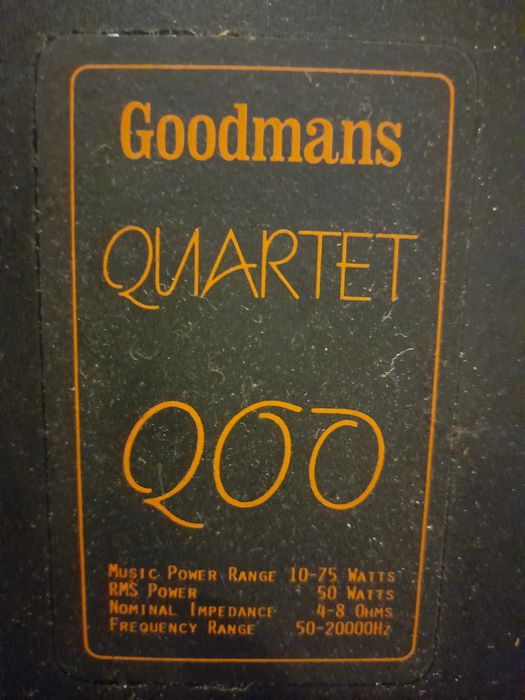 Goodmans
QUARTET
Q00
Music Power Range 10-75 Watts
RMS Power 50 Watts
Nominal Impedance 4-8 Ohms
Frequency Range 50-20000Hz